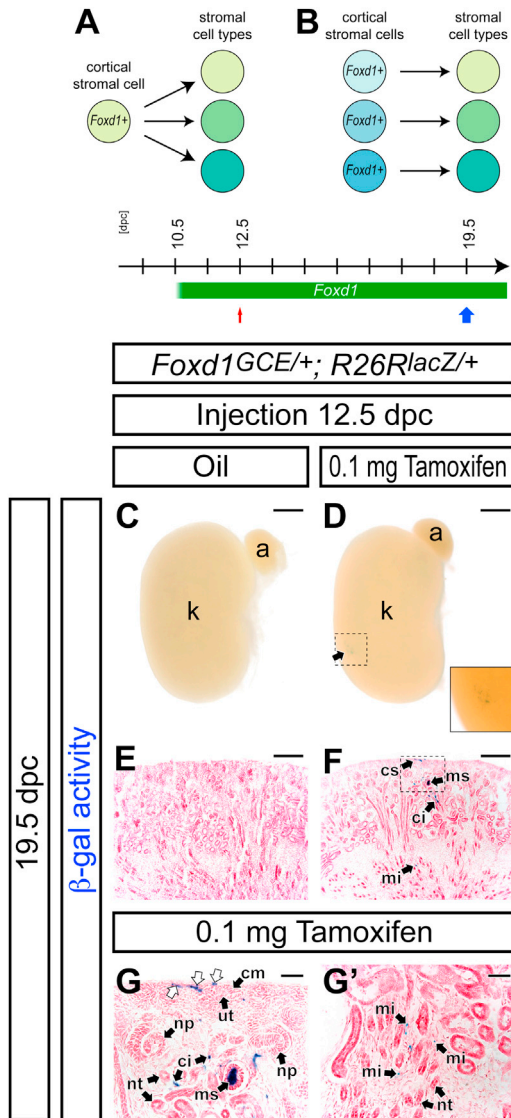 A
stromal
cell types
cortical
stromal cell
Foxd1+
B
cortical
stromal cells
stromal
cell types
Foxd1+
Foxd1+
Foxd1+
[dpc]
10.5
12.5
19.5
Foxd1
Foxd1GCE/+; R26RlacZ/+
Injection 12.5 dpc
Oil
0.1 mg Tamoxifen
19.5 dpc
β-gal activity
C
a
k
D
a
k
E
F
cs
ms
ci
mi
0.1 mg Tamoxifen
G
cm
ut
np
np
ci
nt
ms
G'
mi
mi
mi
nt